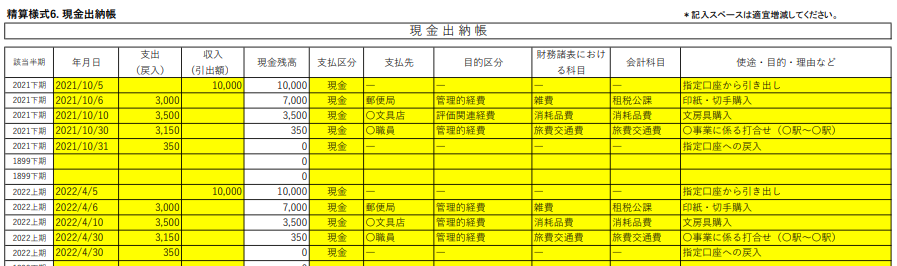 精算様式6. 現金出納帳
＊記入スペースは適宜増減してください。
現金出納帳
該当半期 年月日 支出（戻入） 収入（引出額） 現金残高 支払区分 支払先 目的区分 財務諸表における科目 会計科目 使途・目的・理由など
2021下期 2021/10/5 10,000 10,000 現金 ― ― ― ― 指定口座から引き出し
2021下期 2021/10/6 3,000 7,000 現金 郵便局 管理的経費 雑費 租税公課 印紙・切手購入
2021下期 2021/10/10 3,500 3,500 現金 〇文具店 評価関連経費 消耗品費 消耗品費 文房具購入
2021下期 2021/10/30 3,150 350 現金 〇職員 管理的経費 旅費交通費 旅費交通費 〇事業に係る打合せ（〇駅～〇駅）
2021下期 2021/10/31 350 0 現金 ― ― ― ― 指定口座への戻入
1899下期 0
1899下期 0
2022上期 2022/4/5 10,000 10,000 現金 ― ― ― ― 指定口座から引き出し
2022上期 2022/4/6 3,000 7,000 現金 郵便局 管理的経費 雑費 租税公課 印紙・切手購入
2022上期 2022/4/10 3,500 3,500 現金 〇文具店 管理的経費 消耗品費 消耗品費 文房具購入
2022上期 2022/4/30 3,150 350 現金 〇職員 管理的経費 旅費交通費 旅費交通費 〇事業に係る打合せ（〇駅～〇駅）
2022上期 2022/4/30 350 0 現金 ― ― ― ― 指定口座への戻入